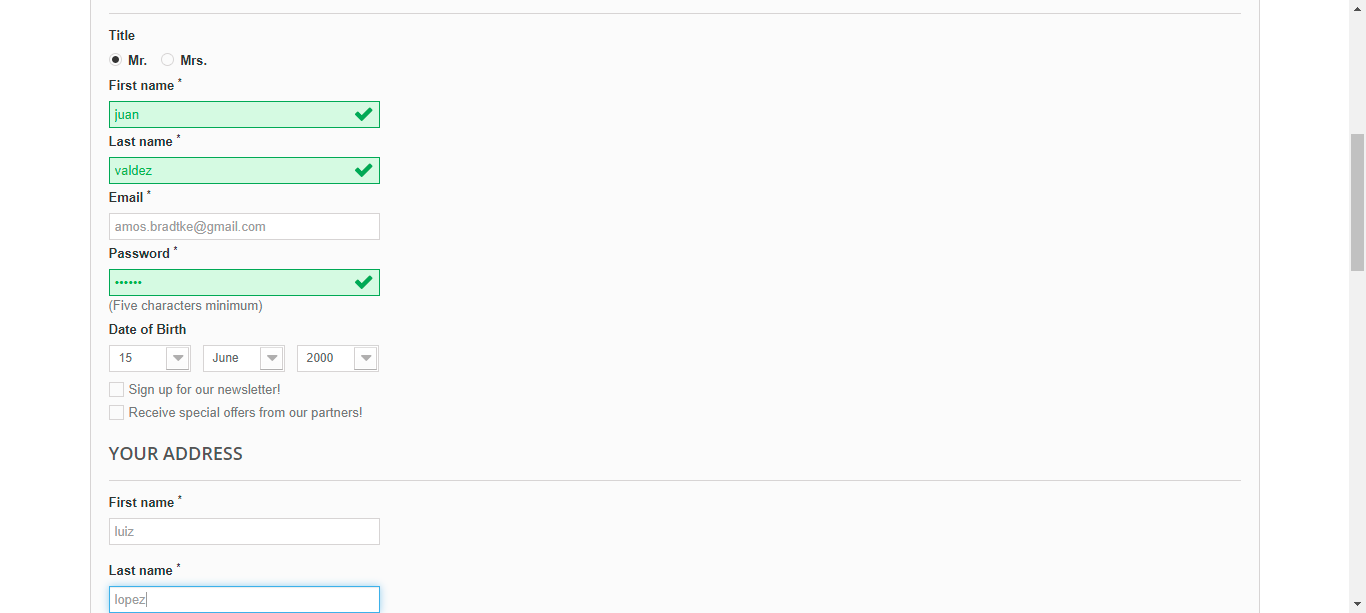 Title
Mr. Mrs.
First name *
juan
Last name *
valdez
Email *
amos.bradtke@gmail.com
Password *
••••••
(Five characters minimum)
Date of Birth
15 June 2000
Sign up for our newsletter!
Receive special offers from our partners!
YOUR ADDRESS
First name *
luiz
Last name *
lopez